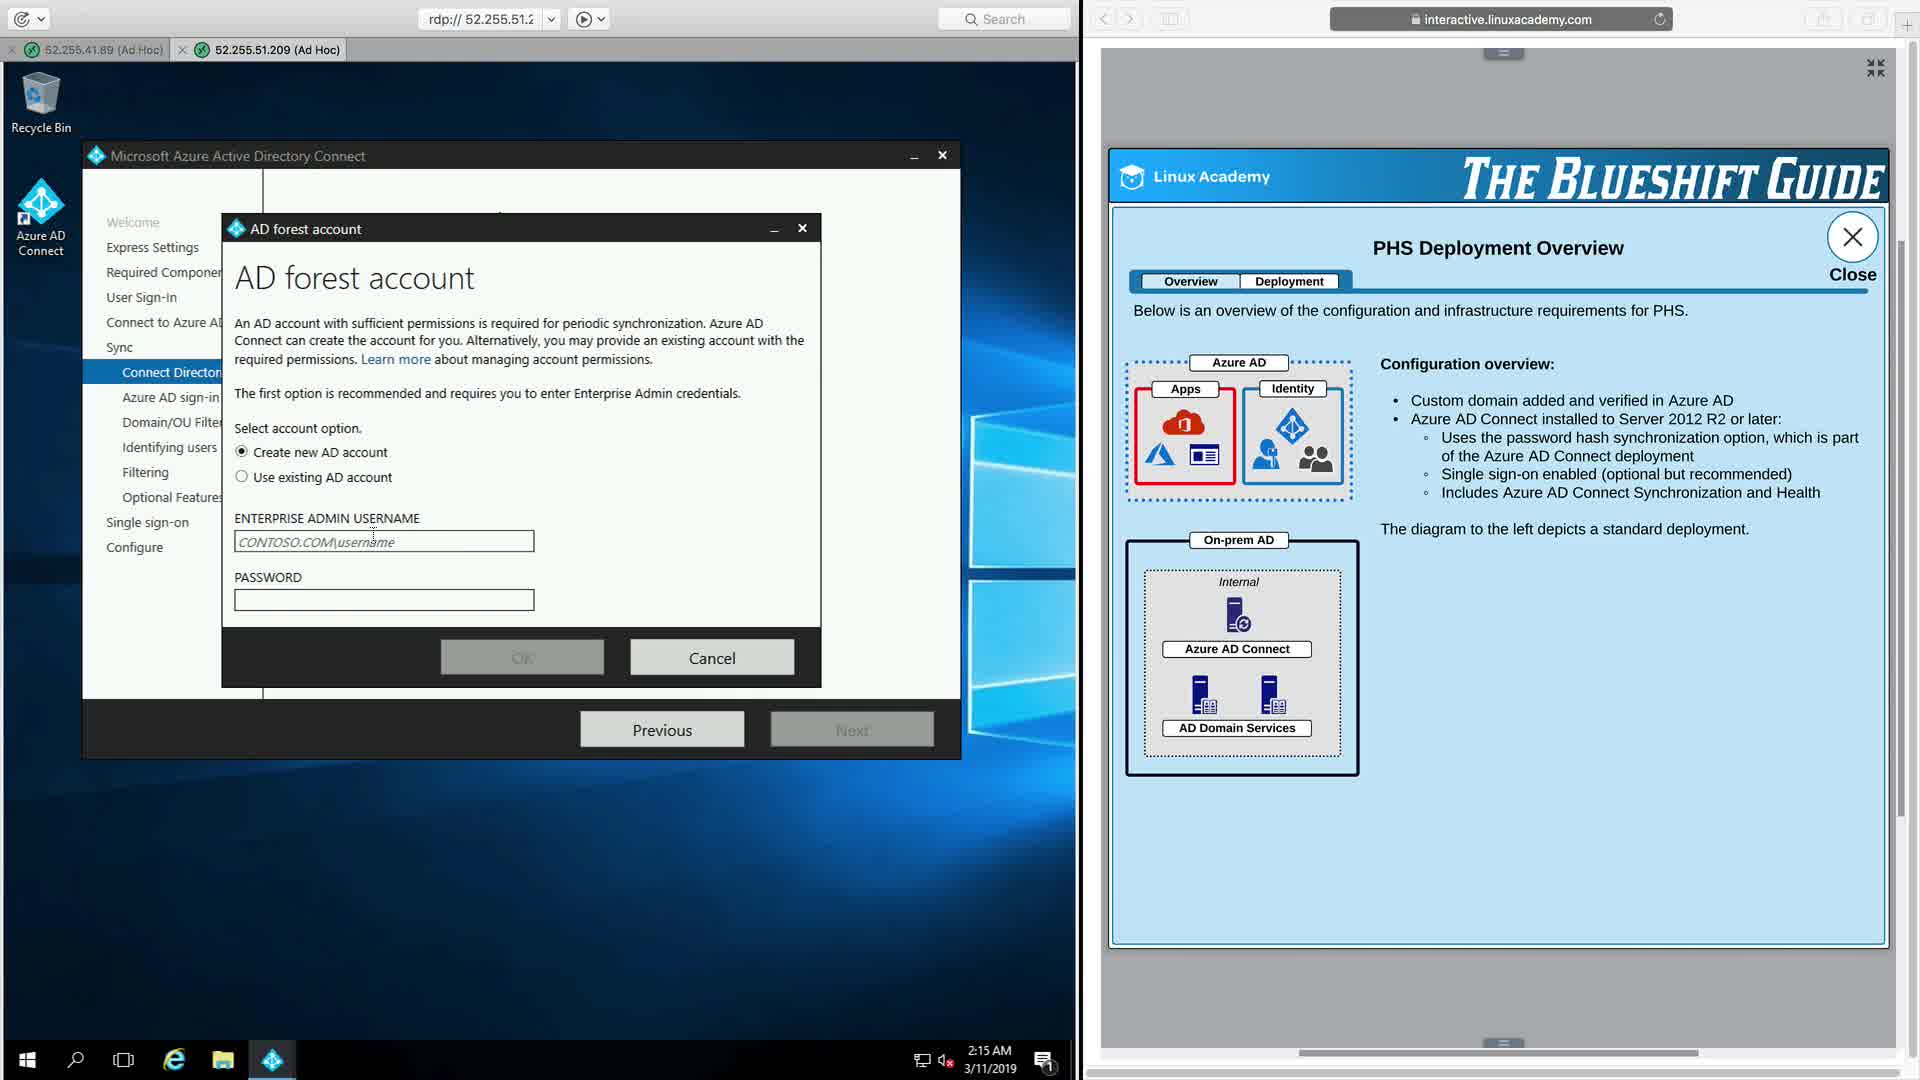 rdp:// 52.255.51.2
Search
52.255.41.89 (Ad Hoc)
52.255.51.209 (Ad Hoc)
Recycle Bin
Azure AD
Connect
Microsoft Azure Active Directory Connect
Welcome
Express Settings
Required Componen
User Sign-In
Connect to Azure AD
Sync
Connect Director
Azure AD sign-in
Domain/OU Filter
Identifying users
Filtering
Optional Features
Single sign-on
Configure
AD forest account
AD forest account
An AD account with sufficient permissions is required for periodic synchronization. Azure AD
Connect can create the account for you. Alternatively, you may provide an existing account with the
required permissions. Learn more about managing account permissions.
The first option is recommended and requires you to enter Enterprise Admin credentials.
Select account option.
Create new AD account
Use existing AD account
ENTERPRISE ADMIN USERNAME
CONTOSO.COM\username
PASSWORD
OK
Cancel
Previous
Next
2:15 AM
3/11/2019
1
interactive.linuxacademy.com
Linux Academy
THE BLUESHIFT GUIDE
PHS Deployment Overview
Close
Overview
Deployment
Below is an overview of the configuration and infrastructure requirements for PHS.
Azure AD
Apps
Identity
On-prem AD
Internal
Azure AD Connect
AD Domain Services
Configuration overview:
• Custom domain added and verified in Azure AD
• Azure AD Connect installed to Server 2012 R2 or later:
◦ Uses the password hash synchronization option, which is part
of the Azure AD Connect deployment
◦ Single sign-on enabled (optional but recommended)
◦ Includes Azure AD Connect Synchronization and Health
The diagram to the left depicts a standard deployment.